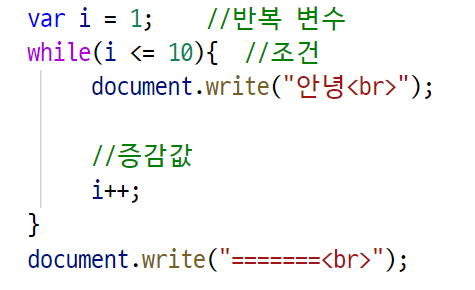 var i = 1;    //반복 변수
while(i <= 10){  //조건
    document.write("안녕<br>");
    //증감값
    i++;
}
document.write("=======<br>");